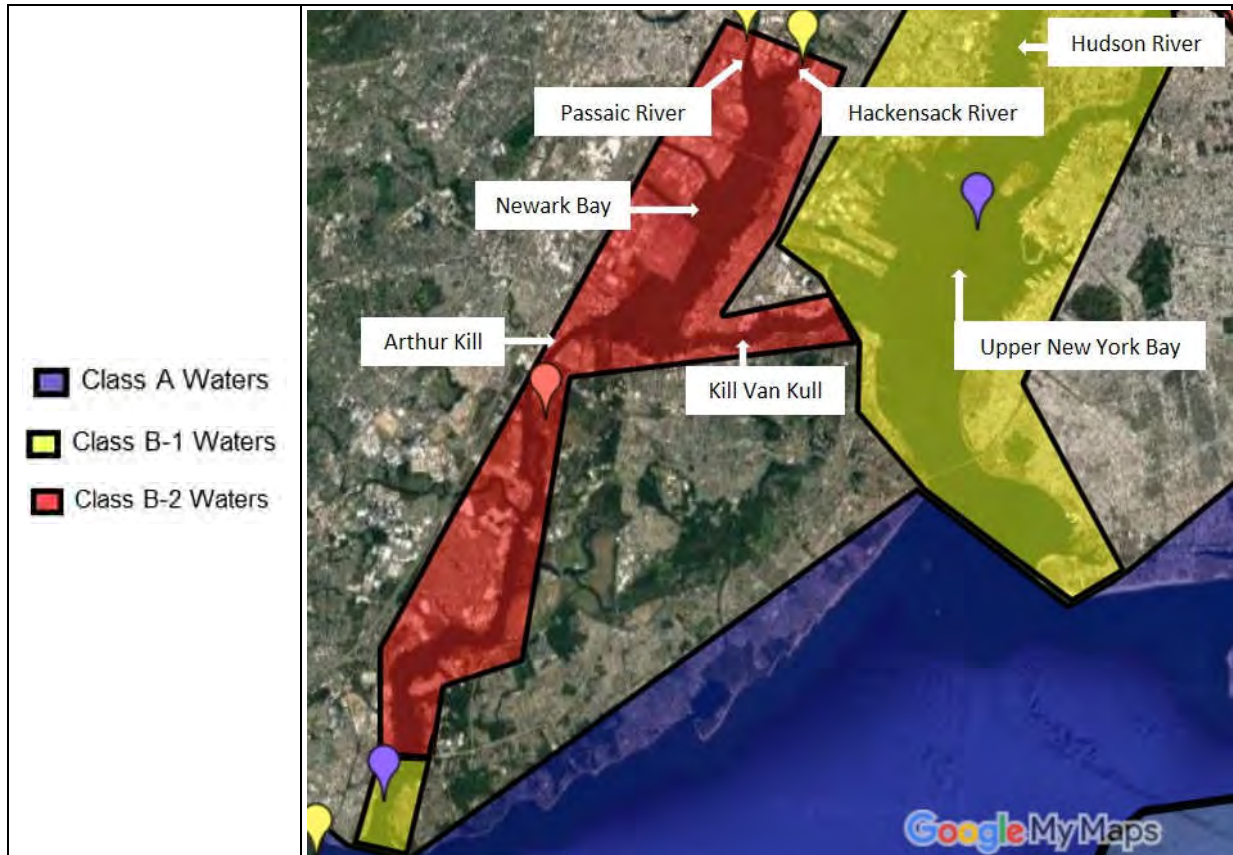 Class A Waters
Class B-1 Waters
Class B-2 Waters
Hudson River
Passaic River
Hackensack River
Newark Bay
Arthur Kill
Upper New York Bay
Kill Van Kull
Google My Maps